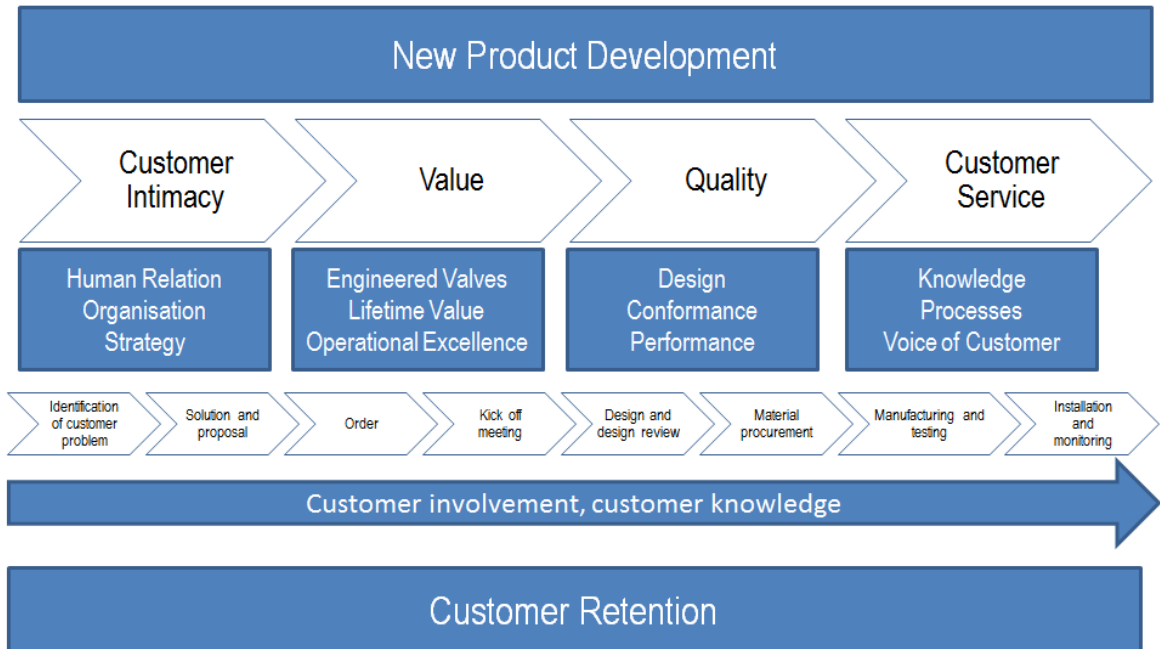 New Product Development
Customer
Intimacy
Value
Quality
Customer
Service
Human Relation
Organisation
Strategy
Engineered Valves
Lifetime Value
Operational Excellence
Design
Conformance
Performance
Knowledge
Processes
Voice of Customer
Identification
of customer
problem
Solution and
proposal
Order
Kick off
meeting
Design and
design review
Material
procurement
Manufacturing and
testing
Installation
and
monitoring
Customer involvement, customer knowledge
Customer Retention